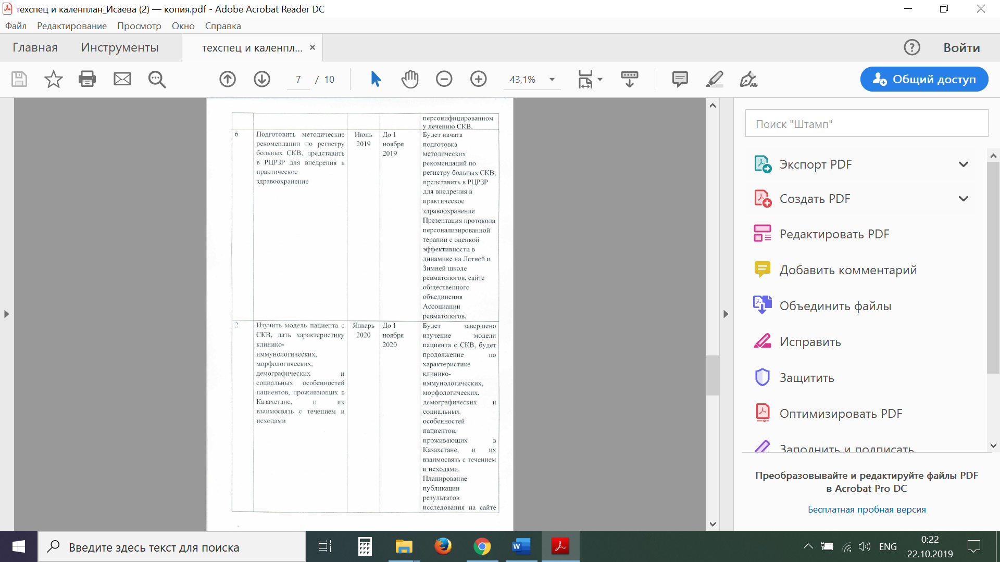 техспец и каленплан_Исаева (2) — копия.pdf - Adobe Acrobat Reader DC
Файл Редактирование Просмотр Окно Справка
Главная Инструменты техспец и каленпл... Войти
7 / 10 43,1% Общий доступ
персонифицированном
у лечению СКВ.
6
Подготовить методические
рекомендации по регистру
больных СКВ, представить
в РЦРЗР для внедрения в
практическое
здравоохранение
Июнь
2019
До 1
ноября
2019
Будет начата
подготовка
методических
рекомендаций по
регистру больных СКВ,
представить в РЦРЗР
для внедрения в
практическое
здравоохранение
Презентация протокола
персонализированной
терапии с оценкой
эффективности в
динамике на Летней и
Зимней школе
ревматологов, сайте
общественного
объединения
Ассоциации
ревматологов.
2
Изучить модель пациента с
СКВ, дать характеристику
клинико-
иммунологических,
морфологических,
демографических и
социальных особенностей
пациентов, проживающих в
Казахстане, и их
взаимосвязь с течением и
исходами
Январь
2020
До 1
ноября
2020
Будет завершено
изучение модели
пациента с СКВ, будет
продолжение по
характеристике
клинико-
иммунологических,
морфологических,
демографических и
социальных
особенностей
пациентов,
проживающих в
Казахстане, и их
взаимосвязь с течением
и исходами.
Планирование
публикации
результатов
исследования на сайте
Поиск "Штамп"
Экспорт PDF
Создать PDF
Редактировать PDF
Добавить комментарий
Объединить файлы
Исправить
Защитить
Оптимизировать PDF
Заполнить и подписать
Преобразовывайте и редактируйте файлы PDF
в Acrobat Pro DC
Бесплатная пробная версия
Введите здесь текст для поиска
ENG
0:22
22.10.2019